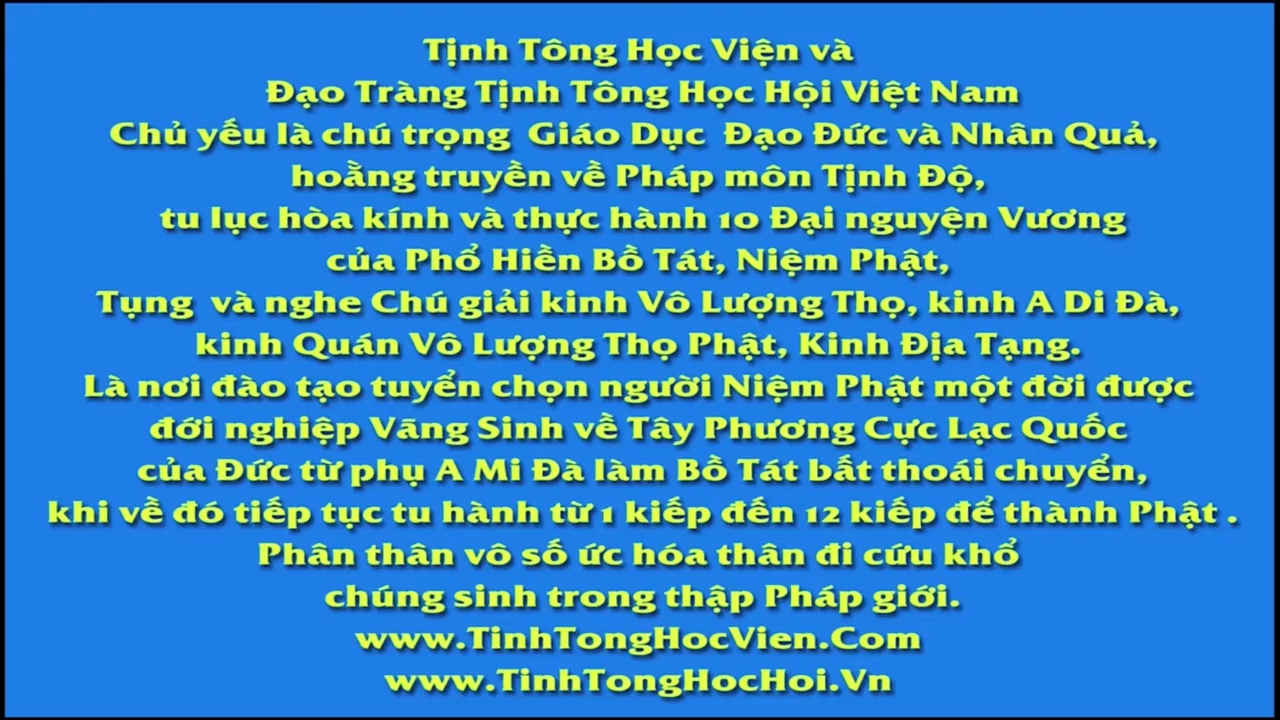 Tịnh Tông Học Viện và
Đạo Tràng Tịnh Tông Học Hội Việt Nam
Chủ yếu là chú trọng  Giáo Dục  Đạo Đức và Nhân Quả,
hoằng truyền về Pháp môn Tịnh Độ,
tu lục hòa kính và thực hành 10 Đại nguyện Vương
của Phổ Hiền Bồ Tát, Niệm Phật,
Tụng  và nghe Chú giải kinh Vô Lượng Thọ, kinh A Di Đà,
kinh Quán Vô Lượng Thọ Phật, Kinh Địa Tạng.
Là nơi đào tạo tuyển chọn người Niệm Phật một đời được
đới nghiệp Vãng Sinh về Tây Phương Cực Lạc Quốc
của Đức từ phụ A Mi Đà làm Bồ Tát bất thoái chuyển,
khi về đó tiếp tục tu hành từ 1 kiếp đến 12 kiếp để thành Phật .
Phân thân vô số ức hóa thân đi cứu khổ
chúng sinh trong thập Pháp giới.
www.TinhTongHocVien.Com
www.TinhTongHocHoi.Vn